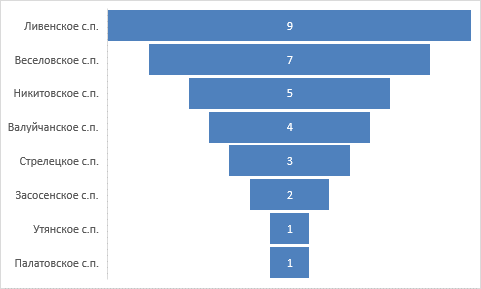 Ливенское с.п. 9
Веселовское с.п. 7
Никитовское с.п. 5
Валуйчанское с.п. 4
Стрелецкое с.п. 3
Засосенское с.п. 2
Утянское с.п. 1
Палатовское с.п. 1